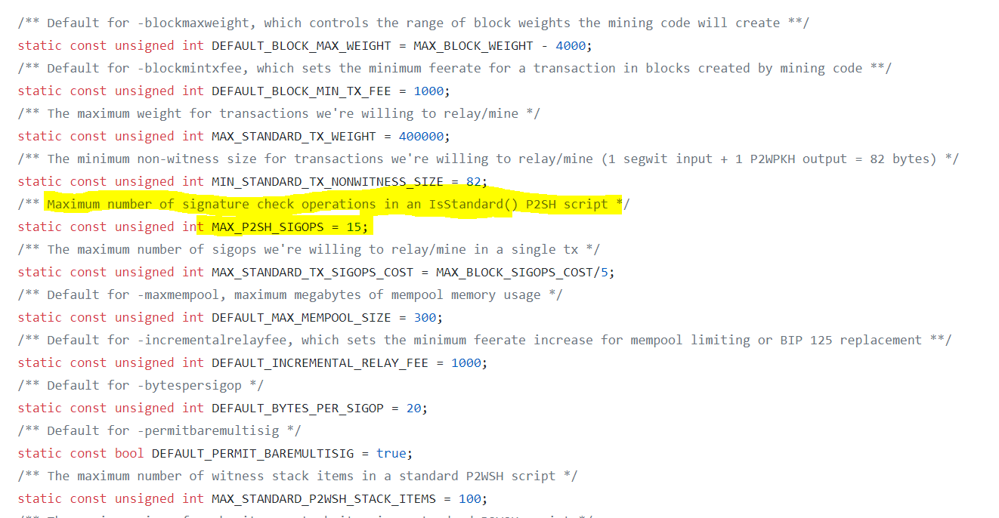 /** Default for -blockmaxweight, which controls the range of block weights the mining code will create **/
static const unsigned int DEFAULT_BLOCK_MAX_WEIGHT = MAX_BLOCK_WEIGHT - 4000;
/** Default for -blockmintxfee, which sets the minimum feerate for a transaction in blocks created by mining code **/
static const unsigned int DEFAULT_BLOCK_MIN_TX_FEE = 1000;
/** The maximum weight for transactions we're willing to relay/mine */
static const unsigned int MAX_STANDARD_TX_WEIGHT = 400000;
/** The minimum non-witness size for transactions we're willing to relay/mine (1 segwit input + 1 P2WPKH output = 82 bytes) */
static const unsigned int MIN_STANDARD_TX_NONWITNESS_SIZE = 82;
/** Maximum number of signature check operations in an IsStandard() P2SH script */
static const unsigned int MAX_P2SH_SIGOPS = 15;
/** The maximum number of sigops we're willing to relay/mine in a single tx */
static const unsigned int MAX_STANDARD_TX_SIGOPS_COST = MAX_BLOCK_SIGOPS_COST/5;
/** Default for -maxmempool, maximum megabytes of mempool memory usage */
static const unsigned int DEFAULT_MAX_MEMPOOL_SIZE = 300;
/** Default for -incrementalrelayfee, which sets the minimum feerate increase for mempool limiting or BIP 125 replacement **/
static const unsigned int DEFAULT_INCREMENTAL_RELAY_FEE = 1000;
/** Default for -bytespersigop */
static const unsigned int DEFAULT_BYTES_PER_SIGOP = 20;
/** Default for -permitbaremultisig */
static const bool DEFAULT_PERMIT_BAREMULTISIG = true;
/** The maximum number of witness stack items in a standard P2WSH script */
static const unsigned int MAX_STANDARD_P2WSH_STACK_ITEMS = 100;